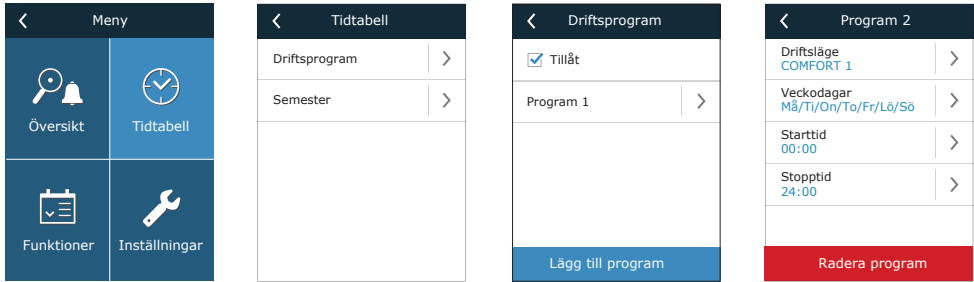 Meny
Översikt
Tidtabell
Funktioner
Inställningar
Tidtabell
Driftsprogram
Semester
Driftsprogram
Tillåt
Program 1
Lägg till program
Program 2
Driftsläge
COMFORT 1
Veckodagar
Må/Ti/On/To/Fr/Lö/Sö
Starttid
00:00
Stopptid
24:00
Radera program